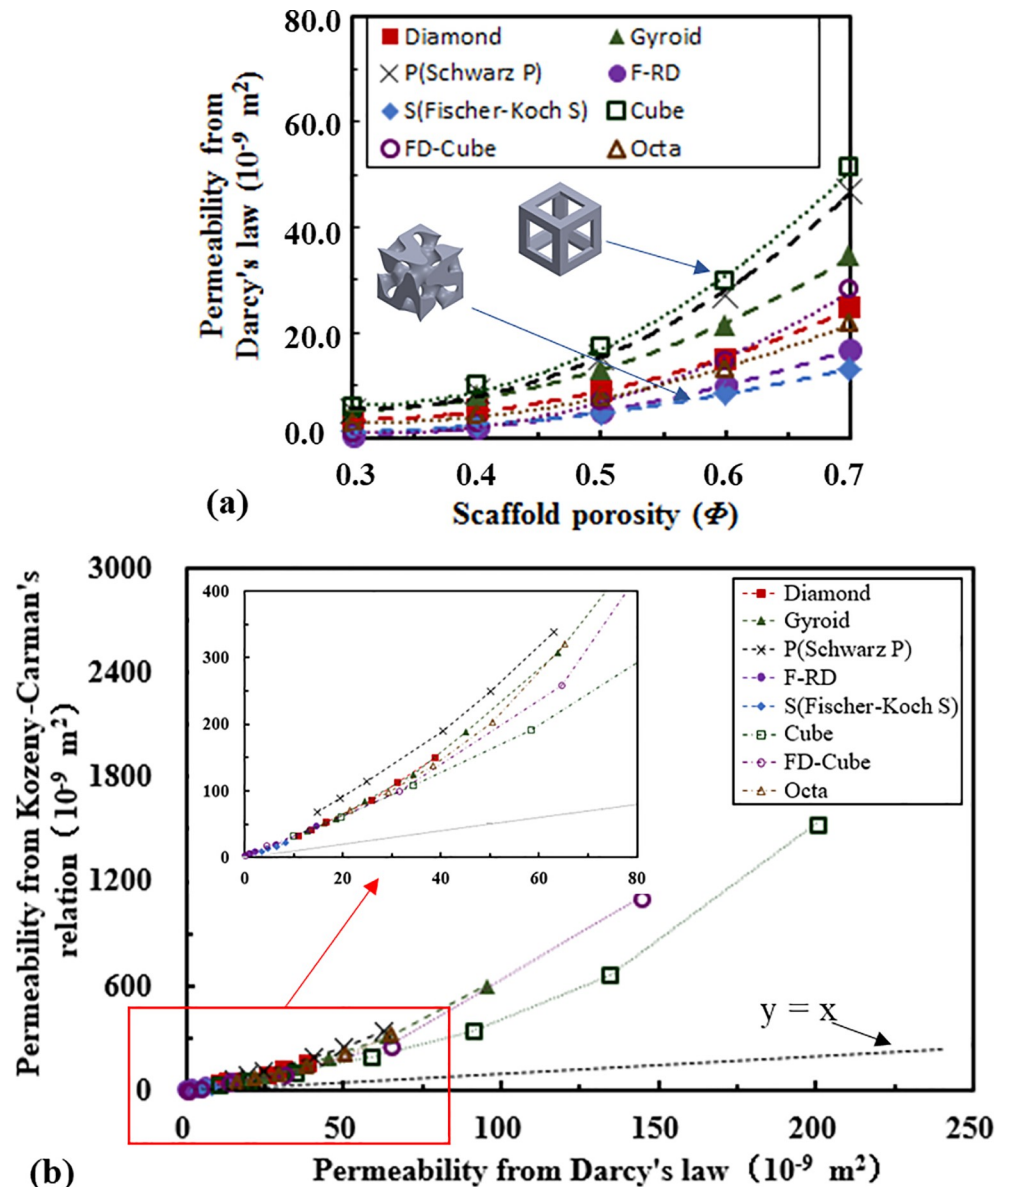 80.0
60.0
40.0
20.0
0.0
Permeability from
Darcy's law (10⁻⁹ m²)
Diamond
Gyroid
P(Schwarz P)
F-RD
S(Fischer-Koch S)
Cube
FD-Cube
Octa
0.3 0.4 0.5 0.6 0.7
Scaffold porosity (Φ)
(a)
3000
2400
1800
1200
600
0
Permeability from Kozeny-Carman's
relation (10⁻⁹ m²)
400
300
200
100
0
0 20 40 60 80
Diamond
Gyroid
P(Schwarz P)
F-RD
S(Fischer-Koch S)
Cube
FD-Cube
Octa
y = x
0 50 100 150 200 250
Permeability from Darcy's law (10⁻⁹ m²)
(b)